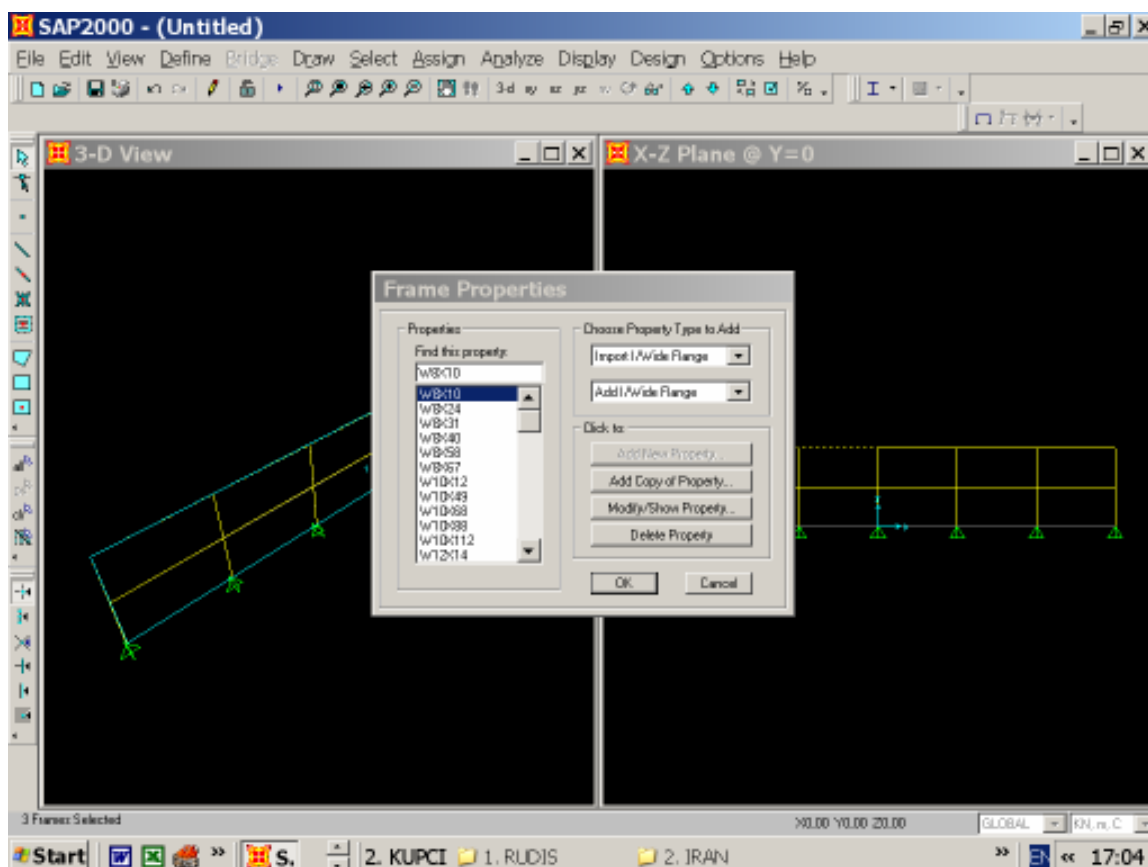 SAP2000 - (Untitled)
File Edit View Define Bridge Draw Select Assign Analyze Display Design Options Help
3-d xy xz yz
3-D View
X-Z Plane @ Y=0
Frame Properties
Properties
Find this property:
W8X10
W8X10
W8X24
W8X31
W8X40
W8X58
W8X67
W10X12
W10X49
W10X68
W10X88
W10X112
W12X14
Choose Property Type to Add
Import I/Wide Flange
Add I/Wide Flange
Click to:
Add New Property...
Add Copy of Property...
Modify/Show Property...
Delete Property
OK
Cancel
3 Frames Selected
X0.00 Y0.00 Z0.00
GLOBAL
KN, m, C
Start
S.
2. KUPCI
1. RUDIS
2. IRAN
EN
17:04